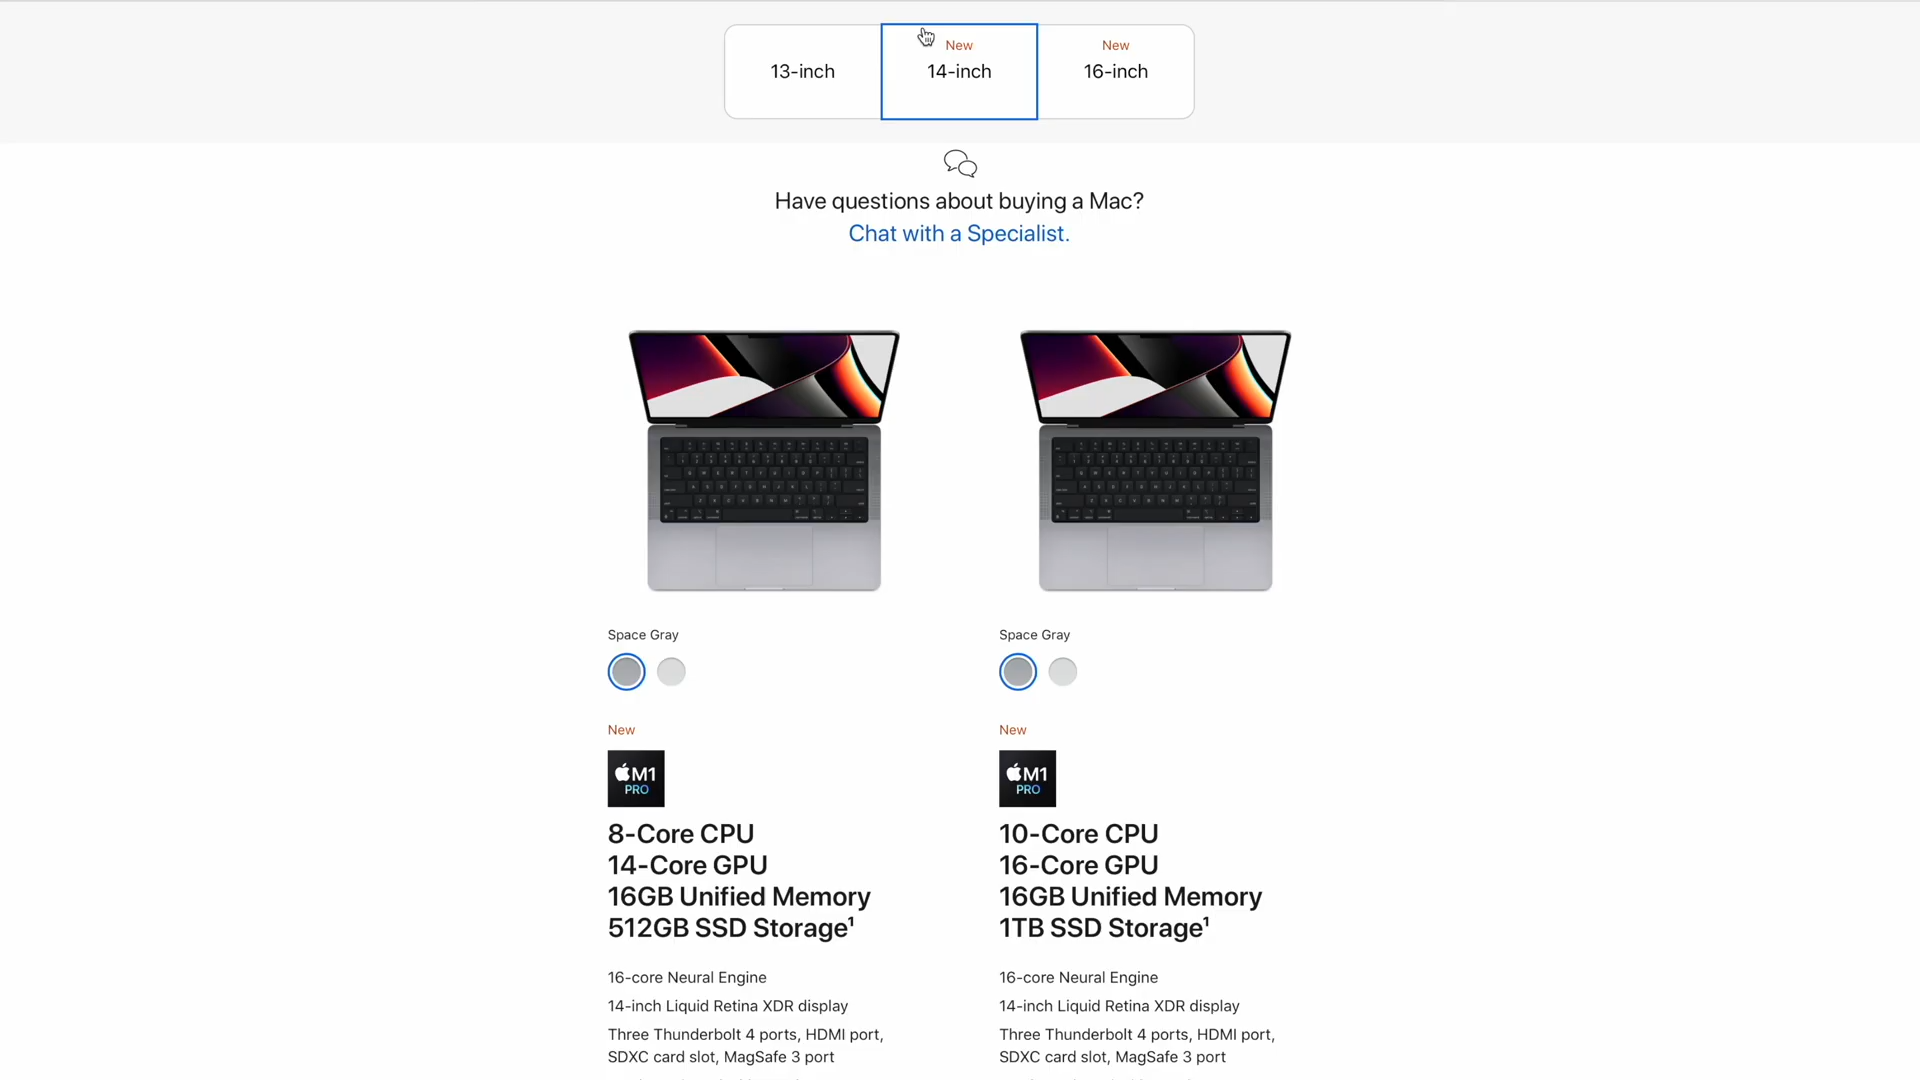 New
New
13-inch
14-inch
16-inch
Have questions about buying a Mac?
Chat with a Specialist.
Space Gray
Space Gray
New
New
M1
PRO
M1
PRO
8-Core CPU
14-Core GPU
16GB Unified Memory
512GB SSD Storage¹
10-Core CPU
16-Core GPU
16GB Unified Memory
1TB SSD Storage¹
16-core Neural Engine
14-inch Liquid Retina XDR display
Three Thunderbolt 4 ports, HDMI port,
SDXC card slot, MagSafe 3 port
16-core Neural Engine
14-inch Liquid Retina XDR display
Three Thunderbolt 4 ports, HDMI port,
SDXC card slot, MagSafe 3 port